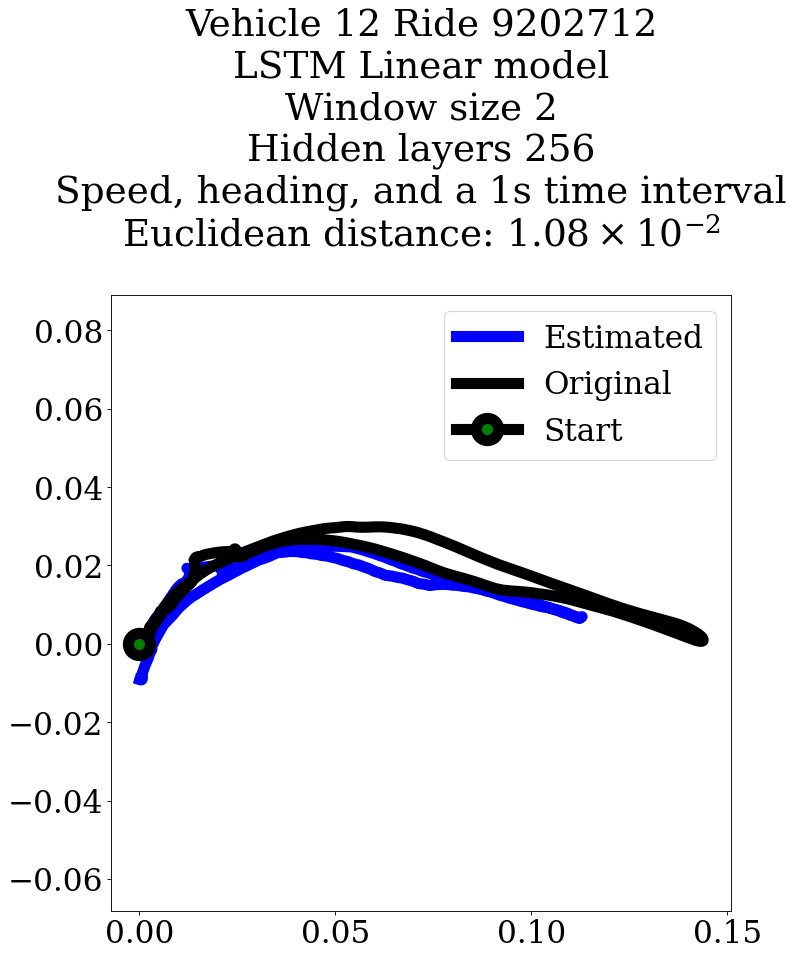 Vehicle 12 Ride 9202712
LSTM Linear model
Window size 2
Hidden layers 256
Speed, heading, and a 1s time interval
Euclidean distance: 1.08 × 10⁻²
Estimated
Original
Start
0.08
0.06
0.04
0.02
0.00
−0.02
−0.04
−0.06
0.00 0.05 0.10 0.15